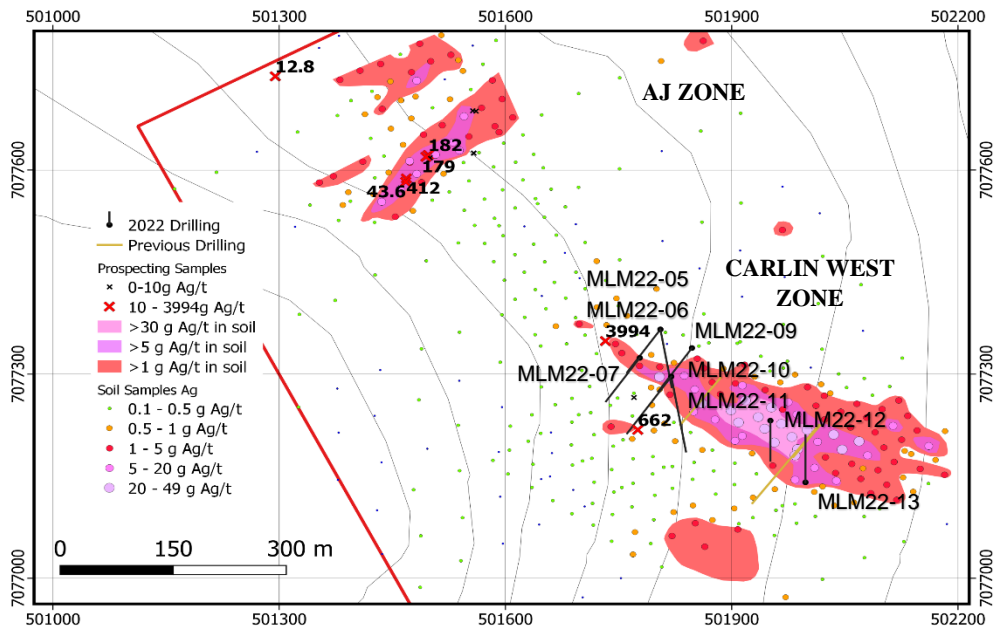 501000 501300 501600 501900 502200
12.8
AJ ZONE
7077600 7077600
182
179
43.6 412
2022 Drilling
Previous Drilling
Prospecting Samples
0-10g Ag/t
10 - 3994g Ag/t
>30 g Ag/t in soil
>5 g Ag/t in soil
>1 g Ag/t in soil
Soil Samples Ag
0.1 - 0.5 g Ag/t
0.5 - 1 g Ag/t
1 - 5 g Ag/t
5 - 20 g Ag/t
20 - 49 g Ag/t
CARLIN WEST
ZONE
MLM22-05
MLM22-06
3994
MLM22-09
MLM22-07
MLM22-10
MLM22-11
MLM22-12
662
MLM22-13
7077300 7077300
0 150 300 m
7077000 7077000
501000 501300 501600 501900 502200